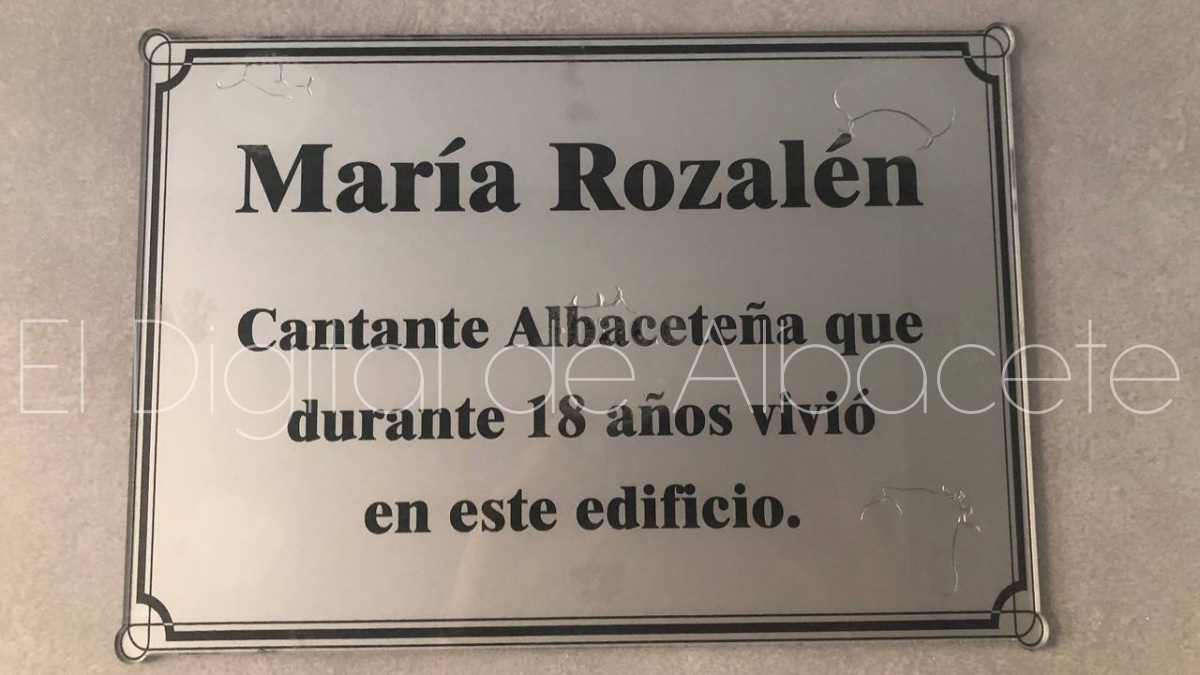 María Rozalén
Cantante Albaceteña que
El Digital de Albacete
durante 18 años vivió
en este edificio.